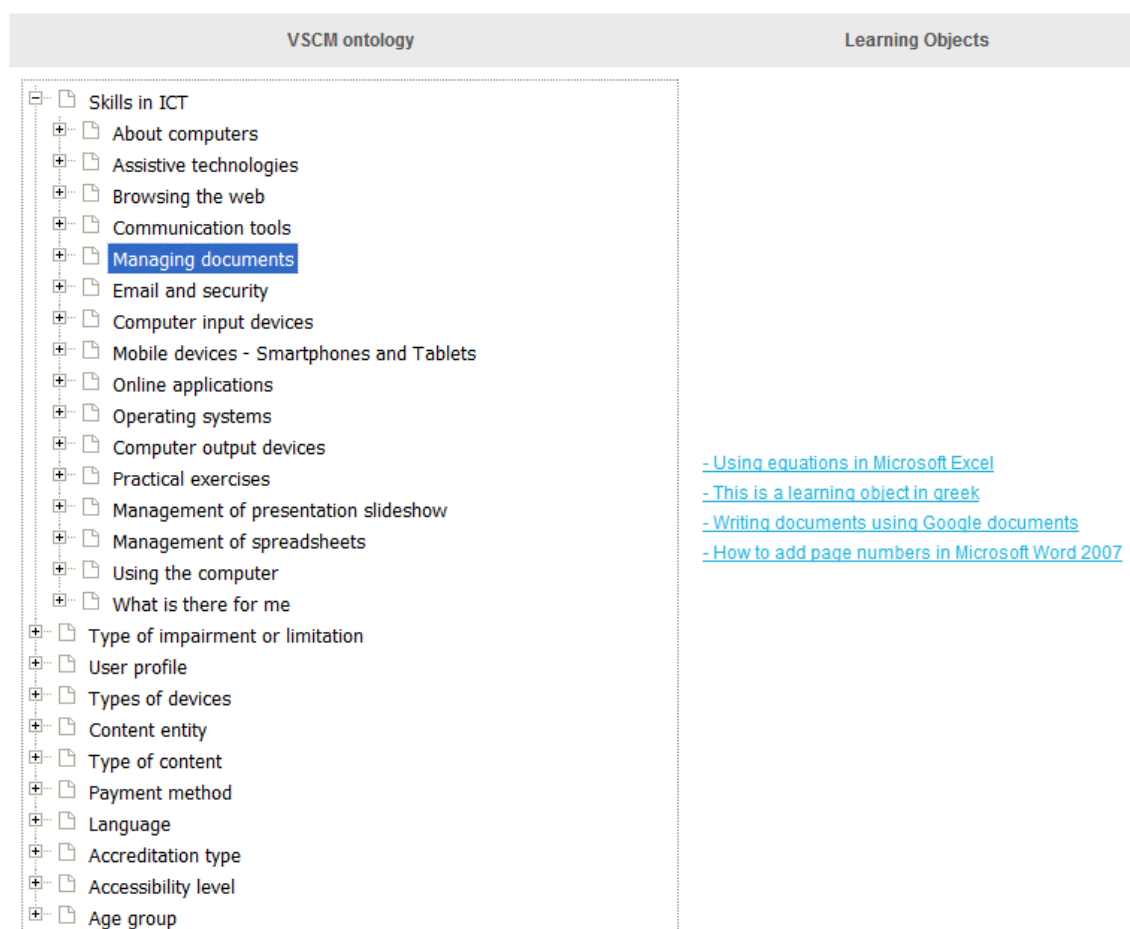 VSCM ontology
Learning Objects
Skills in ICT
About computers
Assistive technologies
Browsing the web
Communication tools
Managing documents
Email and security
Computer input devices
Mobile devices - Smartphones and Tablets
Online applications
Operating systems
Computer output devices
Practical exercises
Management of presentation slideshow
Management of spreadsheets
Using the computer
What is there for me
Type of impairment or limitation
User profile
Types of devices
Content entity
Type of content
Payment method
Language
Accreditation type
Accessibility level
Age group
- Using equations in Microsoft Excel
- This is a learning object in greek
- Writing documents using Google documents
- How to add page numbers in Microsoft Word 2007